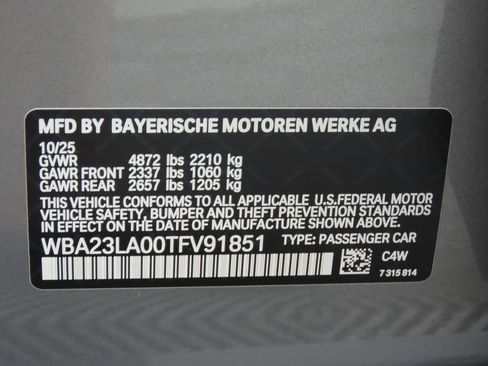 MFD BY BAYERISCHE MOTOREN WERKE AG
10/25
GVWR 4872 lbs 2210 kg
GAWR FRONT 2337 lbs 1060 kg
GAWR REAR 2657 lbs 1205 kg
THIS VEHICLE CONFORMS TO ALL APPLICABLE U.S.FEDERAL MOTOR
VEHICLE SAFETY, BUMPER AND THEFT PREVENTION STANDARDS
IN EFFECT ON THE DATE OF MANUFACTURE SHOWN ABOVE.
WBA23LA00TFV91851 TYPE: PASSENGER CAR
C4W
7 315 814